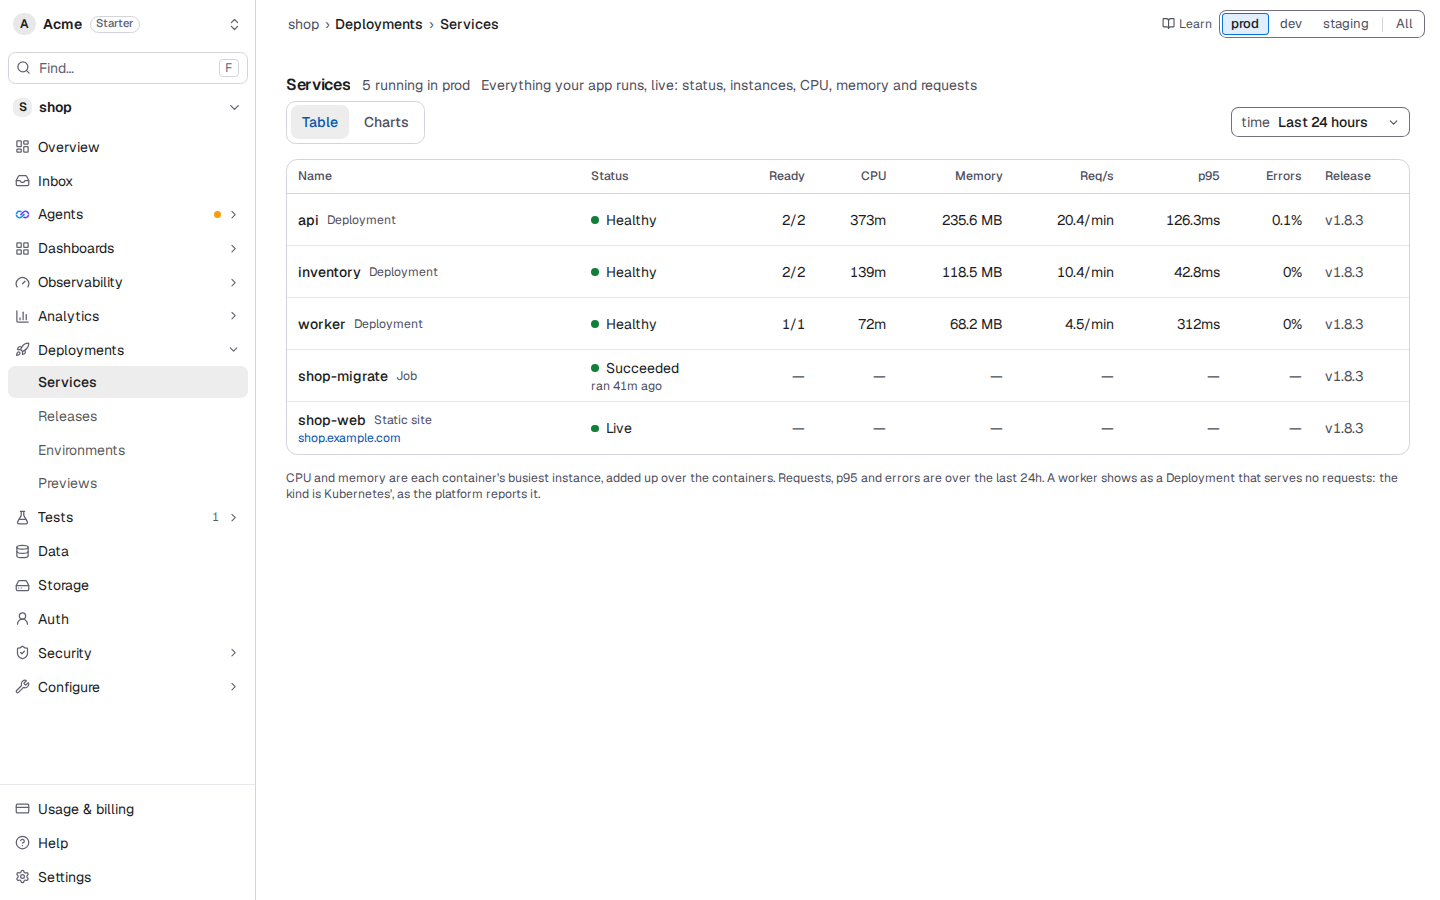 A Acme Starter
Find... F
S shop
Overview
Inbox
Agents
Dashboards
Observability
Analytics
Deployments
Services
Releases
Environments
Previews
Tests 1
Data
Storage
Auth
Security
Configure
Usage & billing
Help
Settings
shop › Deployments › Services
Learn prod dev staging All
Services 5 running in prod Everything your app runs, live: status, instances, CPU, memory and requests
Table Charts
time Last 24 hours
Name Status Ready CPU Memory Req/s p95 Errors Release
api Deployment Healthy 2/2 373m 235.6 MB 20.4/min 126.3ms 0.1% v1.8.3
inventory Deployment Healthy 2/2 139m 118.5 MB 10.4/min 42.8ms 0% v1.8.3
worker Deployment Healthy 1/1 72m 68.2 MB 4.5/min 312ms 0% v1.8.3
shop-migrate Job Succeeded — — — — — — v1.8.3
ran 41m ago
shop-web Static site Live — — — — — — v1.8.3
shop.example.com
CPU and memory are each container's busiest instance, added up over the containers. Requests, p95 and errors are over the last 24h. A worker shows as a Deployment that serves no requests: the
kind is Kubernetes', as the platform reports it.